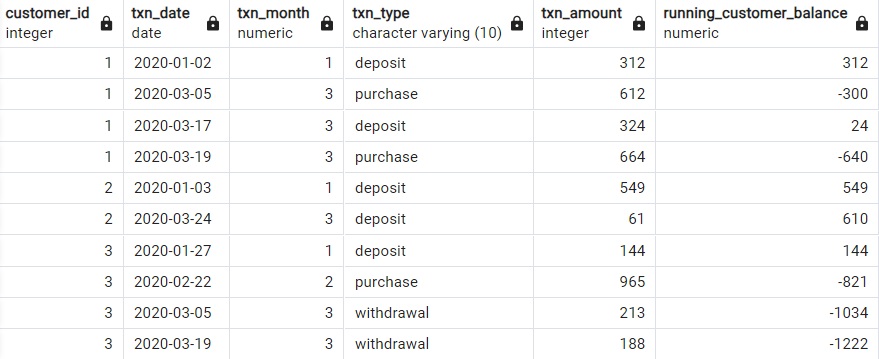 customer_id txn_date txn_month txn_type txn_amount running_customer_balance
integer date numeric character varying (10) integer numeric
1 2020-01-02 1 deposit 312 312
1 2020-03-05 3 purchase 612 -300
1 2020-03-17 3 deposit 324 24
1 2020-03-19 3 purchase 664 -640
2 2020-01-03 1 deposit 549 549
2 2020-03-24 3 deposit 61 610
3 2020-01-27 1 deposit 144 144
3 2020-02-22 2 purchase 965 -821
3 2020-03-05 3 withdrawal 213 -1034
3 2020-03-19 3 withdrawal 188 -1222